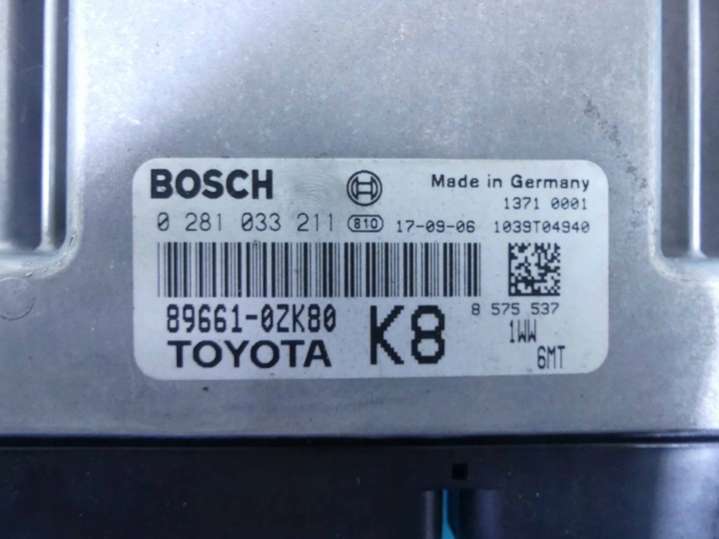 BOSCH Made in Germany
1371 0001
0 281 033 211 810 17-09-06 1039T04940
8 575 537
89661-0ZK80 K8 1WW
TOYOTA 6MT